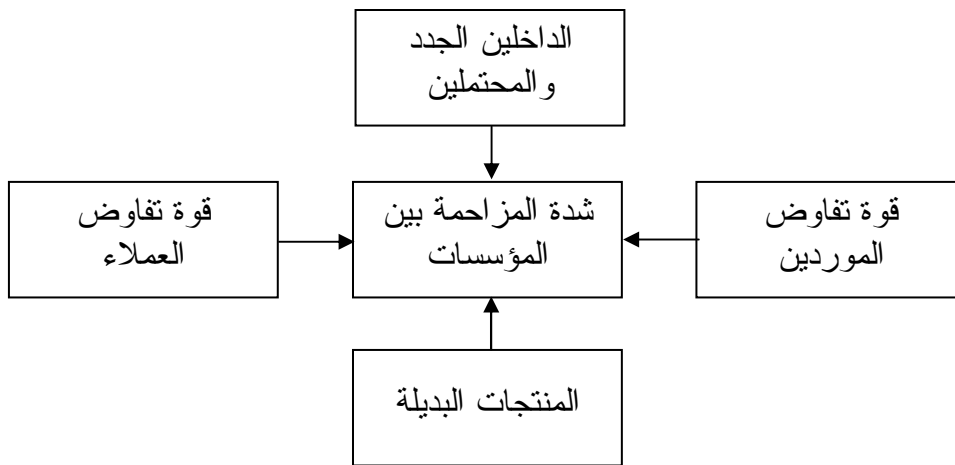 الداخلين الجدد
والمحتملين
قوة تفاوض
الموردين
شدة المزاحمة بين
المؤسسات
قوة تفاوض
العملاء
المنتجات البديلة